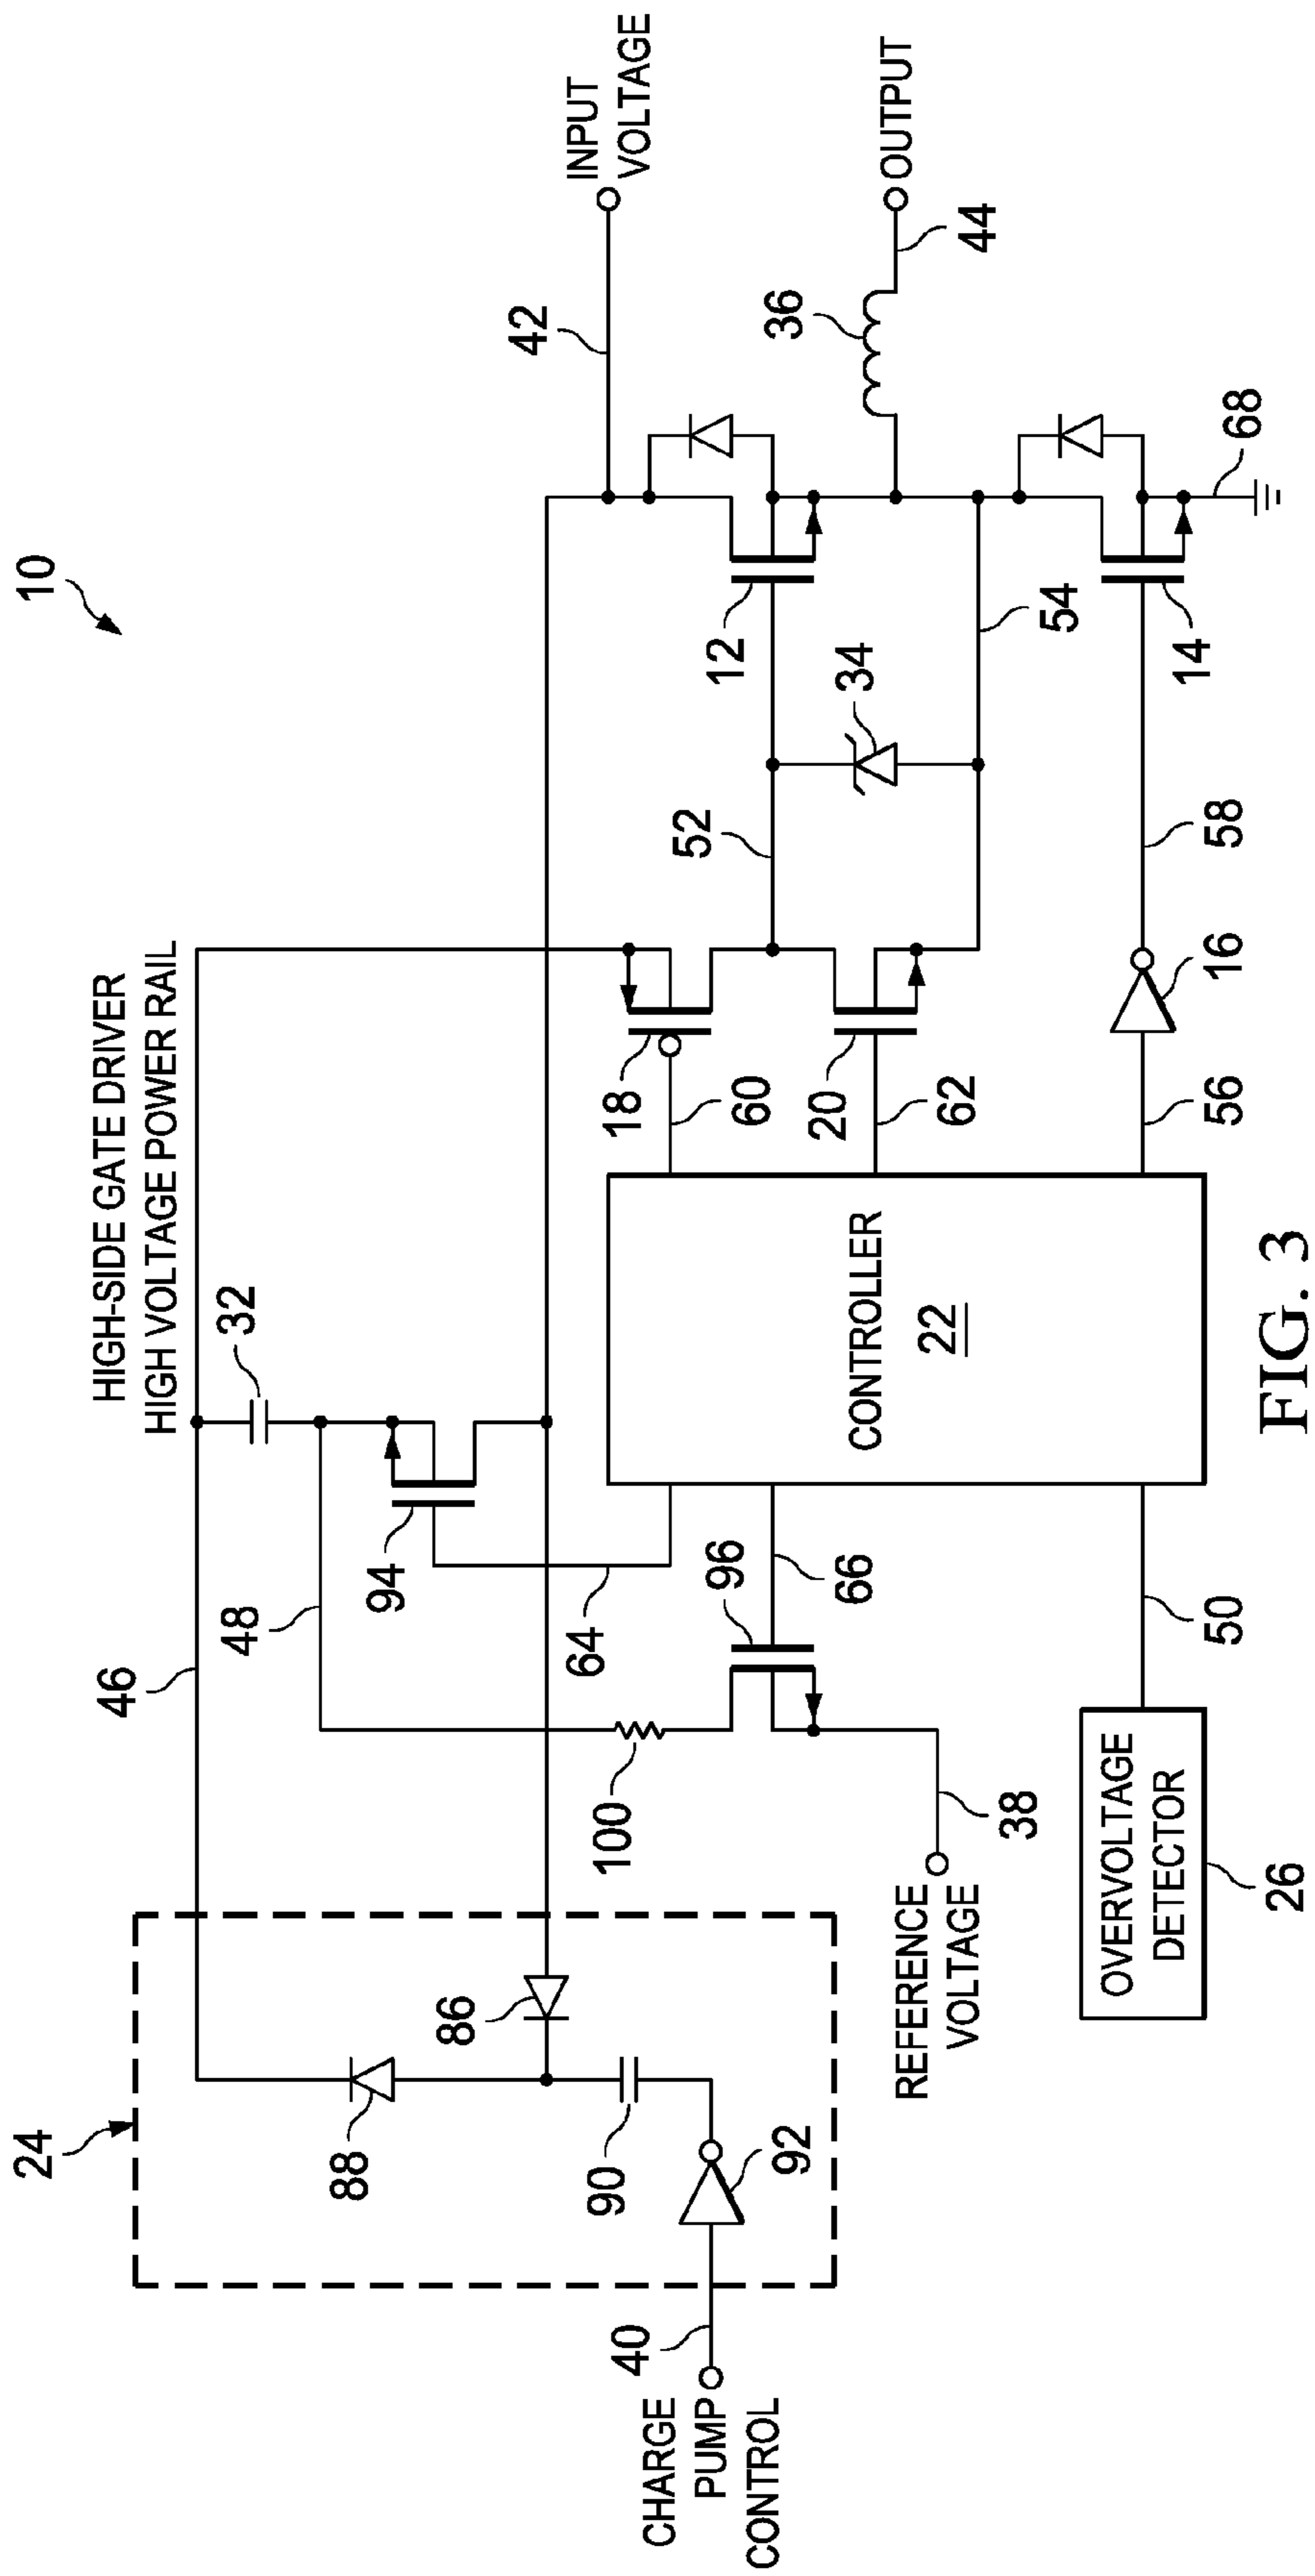 10
HIGH-SIDE GATE DRIVER
HIGH VOLTAGE POWER RAIL
24
46
32
48
88
86
94
90
92
40
CHARGE
PUMP
CONTROL
64
100
96
66
REFERENCE
VOLTAGE
38
OVERVOLTAGE
DETECTOR
26
50
CONTROLLER
22
18
60
20
62
56
16
58
52
34
54
12
14
42
INPUT
VOLTAGE
36
44
OUTPUT
68
FIG. 3